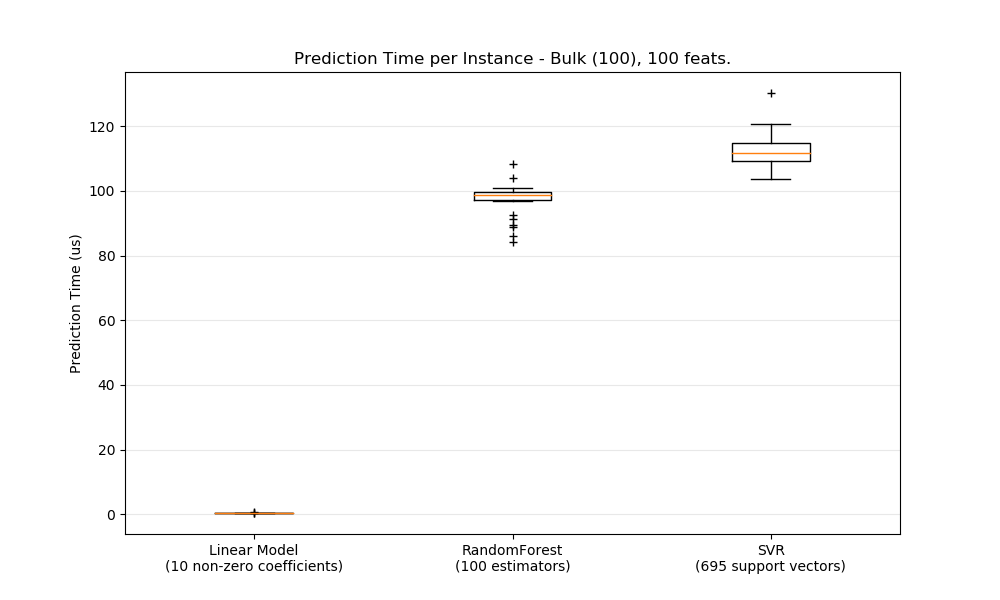 Prediction Time per Instance - Bulk (100), 100 feats.
Prediction Time (us)
120
100
80
60
40
20
0
Linear Model
(10 non-zero coefficients)
RandomForest
(100 estimators)
SVR
(695 support vectors)